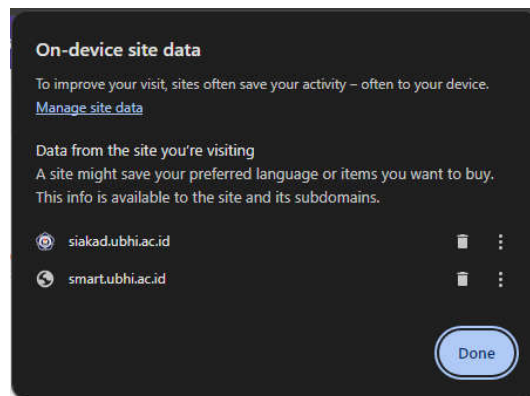 On-device site data
To improve your visit, sites often save your activity – often to your device.
Manage site data
Data from the site you're visiting
A site might save your preferred language or items you want to buy.
This info is available to the site and its subdomains.
siakad.ubhi.ac.id
smart.ubhi.ac.id
Done